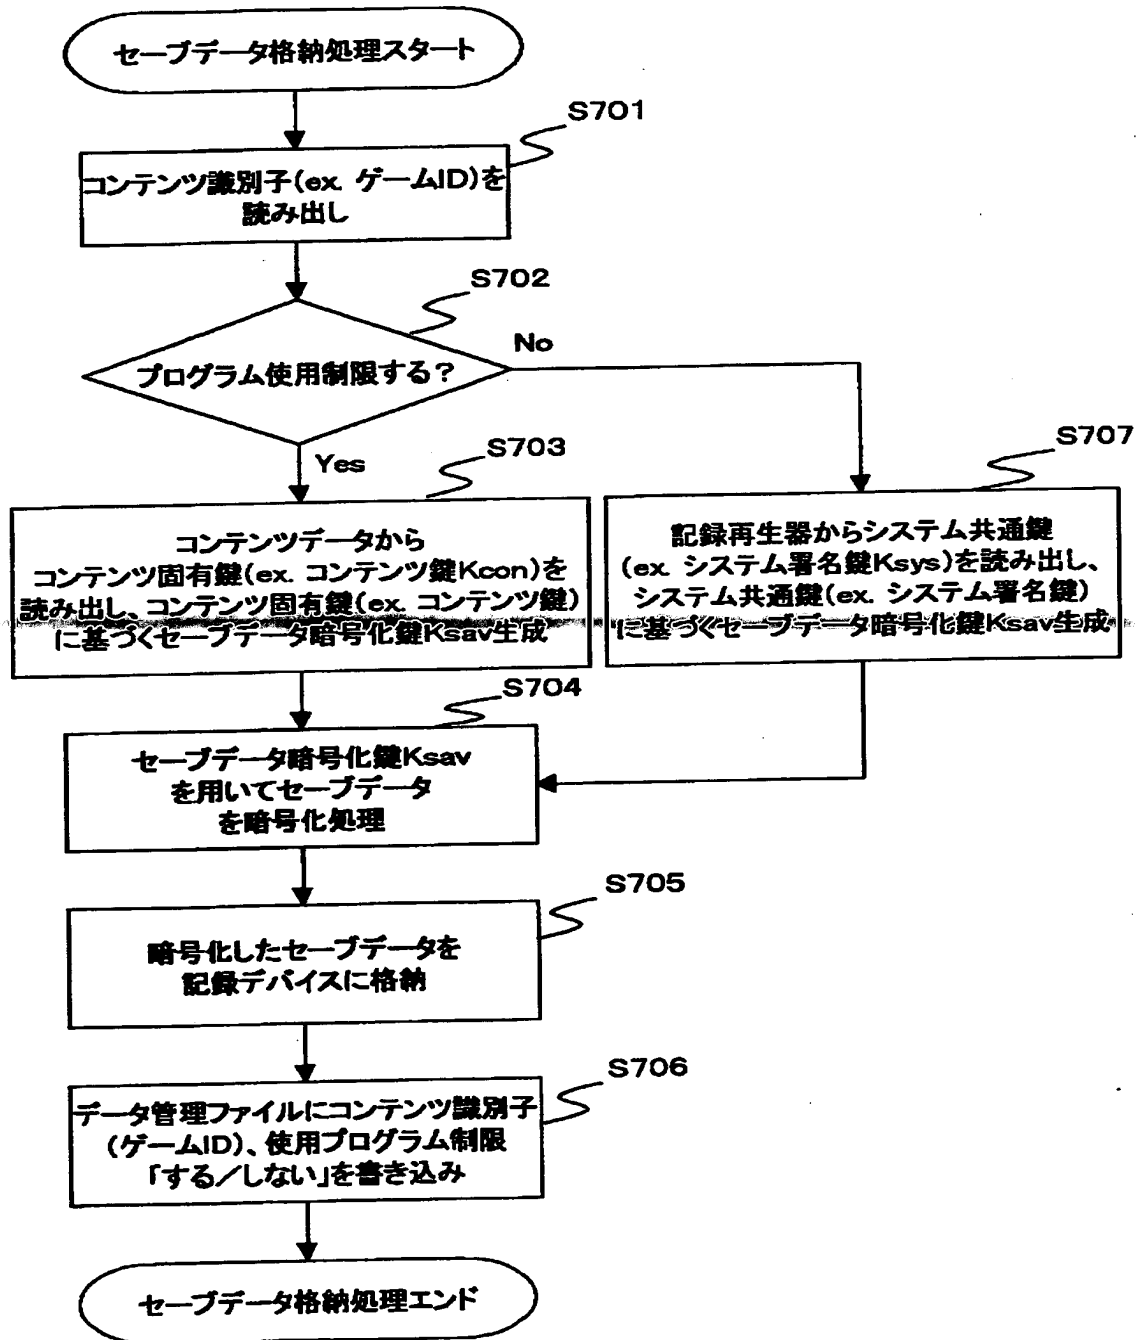 セーブデータ格納処理スタート
S701
コンテンツ識別子(ex. ゲームID)を
読み出し
S702
プログラム使用制限する?
No
Yes
S703
コンテンツデータから
コンテンツ固有鍵(ex. コンテンツ鍵Kcon)を
読み出し、コンテンツ固有鍵(ex. コンテンツ鍵)
に基づくセーブデータ暗号化鍵Ksav生成
S707
記録再生器からシステム共通鍵
(ex. システム署名鍵Ksys)を読み出し、
システム共通鍵(ex. システム署名鍵)
に基づくセーブデータ暗号化鍵Ksav生成
S704
セーブデータ暗号化鍵Ksav
を用いてセーブデータ
を暗号化処理
S705
暗号化したセーブデータを
記録デバイスに格納
S706
データ管理ファイルにコンテンツ識別子
(ゲームID)、使用プログラム制限
「する/しない」を書き込み
セーブデータ格納処理エンド